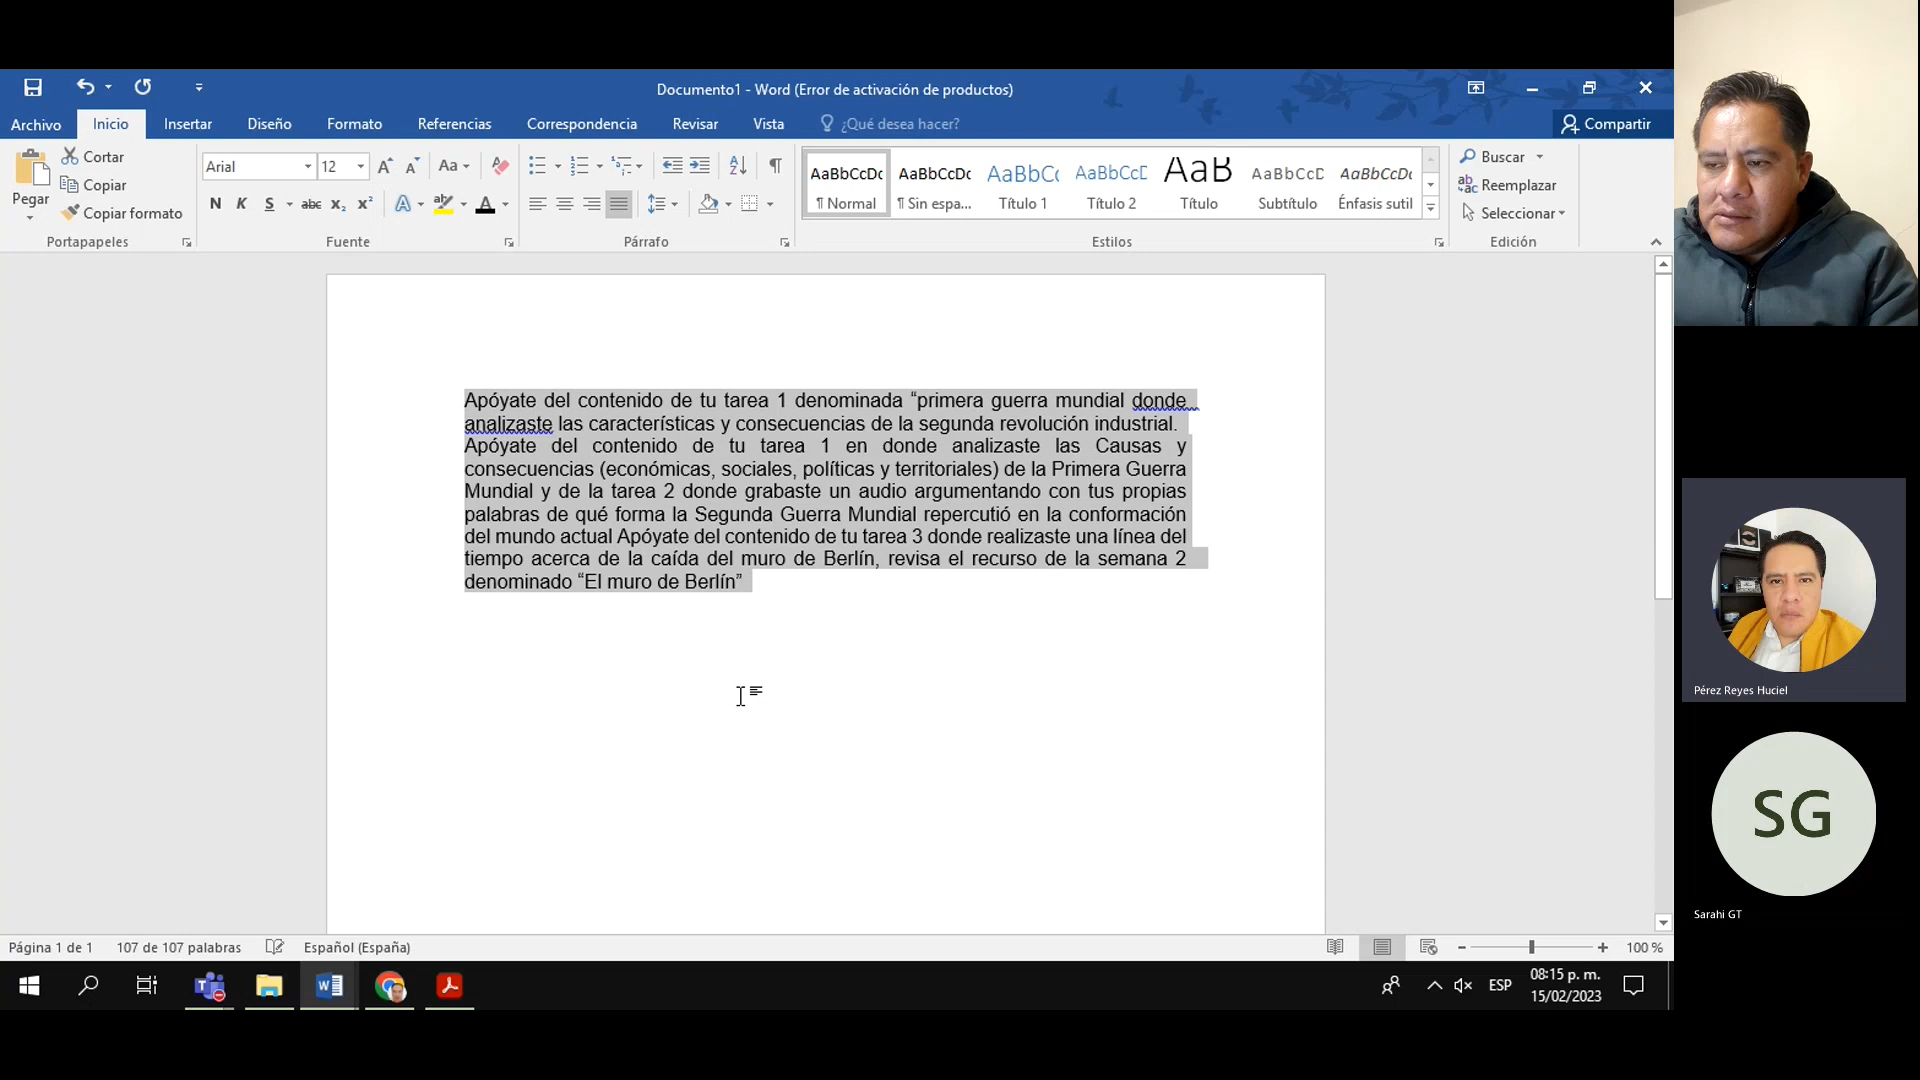 Documento1 - Word (Error de activación de productos)
Archivo Inicio Insertar Diseño Formato Referencias Correspondencia Revisar Vista ¿Qué desea hacer? Compartir
Pegar
Cortar
Copiar
Copiar formato
Portapapeles
Arial 12 Aa
N K S abc x₂ x² A A
Fuente
Párrafo
AaBbCcDc AaBbCcDc AaBbCc AaBbCcD AaB AaBbCcD AaBbCcDc
¶ Normal ¶ Sin espa... Título 1 Título 2 Título Subtítulo Énfasis sutil
Estilos
Buscar
Reemplazar
Seleccionar
Edición
Apóyate del contenido de tu tarea 1 denominada “primera guerra mundial donde
analizaste las características y consecuencias de la segunda revolución industrial.
Apóyate del contenido de tu tarea 1 en donde analizaste las Causas y
consecuencias (económicas, sociales, políticas y territoriales) de la Primera Guerra
Mundial y de la tarea 2 donde grabaste un audio argumentando con tus propias
palabras de qué forma la Segunda Guerra Mundial repercutió en la conformación
del mundo actual Apóyate del contenido de tu tarea 3 donde realizaste una línea del
tiempo acerca de la caída del muro de Berlín, revisa el recurso de la semana 2
denominado “El muro de Berlín”
Página 1 de 1 107 de 107 palabras Español (España) 100 %
ESP
08:15 p. m.
15/02/2023
Pérez Reyes Huciel
SG
Sarahi GT